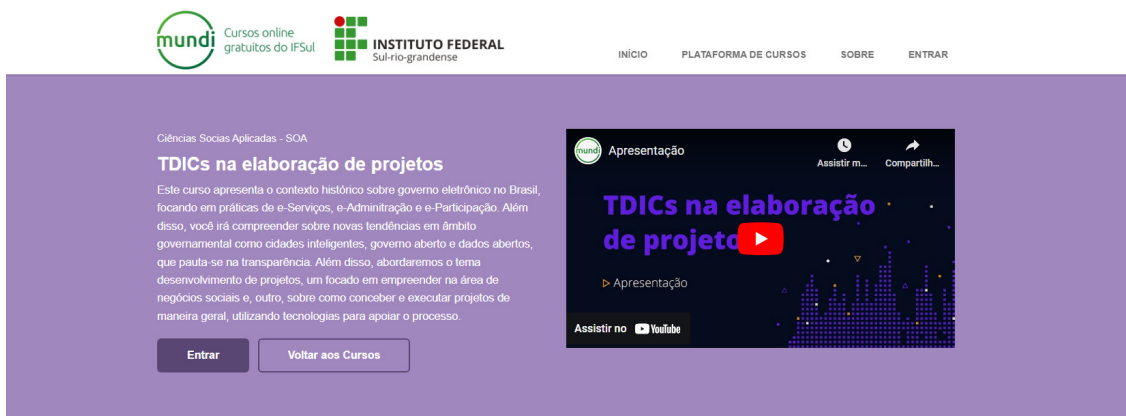 mundi
Cursos online
gratuitos do IFSul
INSTITUTO FEDERAL
Sul-rio-grandense
INÍCIO
PLATAFORMA DE CURSOS
SOBRE
ENTRAR
Ciências Socias Aplicadas - SOA
TDICs na elaboração de projetos
Este curso apresenta o contexto histórico sobre governo eletrônico no Brasil,
focando em práticas de e-Serviços, e-Adminitração e e-Participação. Além
disso, você irá compreender sobre novas tendências em âmbito
governamental como cidades inteligentes, governo aberto e dados abertos,
que pauta-se na transparência. Além disso, abordaremos o tema
desenvolvimento de projetos, um focado em empreender na área de
negócios sociais e, outro, sobre como conceber e executar projetos de
maneira geral, utilizando tecnologias para apoiar o processo.
Entrar
Voltar aos Cursos
mundi
Apresentação
Assistir m...
Compartilh...
TDICs na elaboração
de projeto
Apresentação
Assistir no YouTube